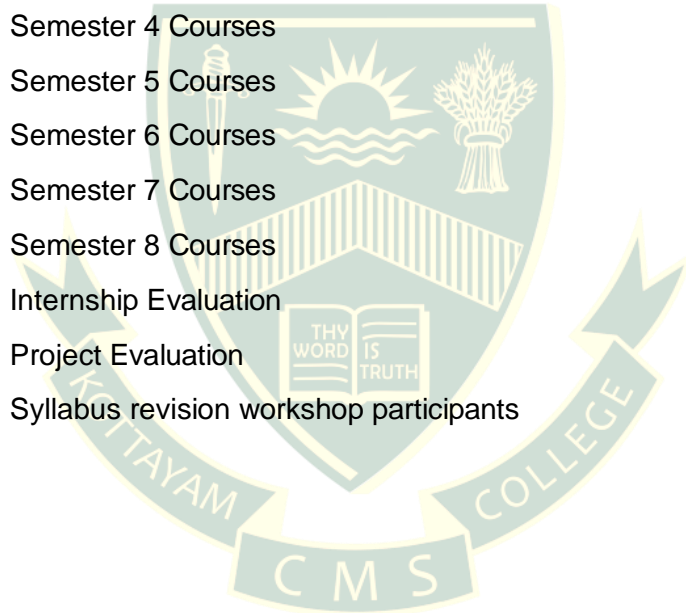 Semester 4 Courses
Semester 5 Courses
Semester 6 Courses
Semester 7 Courses
Semester 8 Courses
Internship Evaluation
Project Evaluation
Syllabus revision workshop participants
THY
WORD IS
TRUTH
KOTTAYAM
CMS
COLLEGE